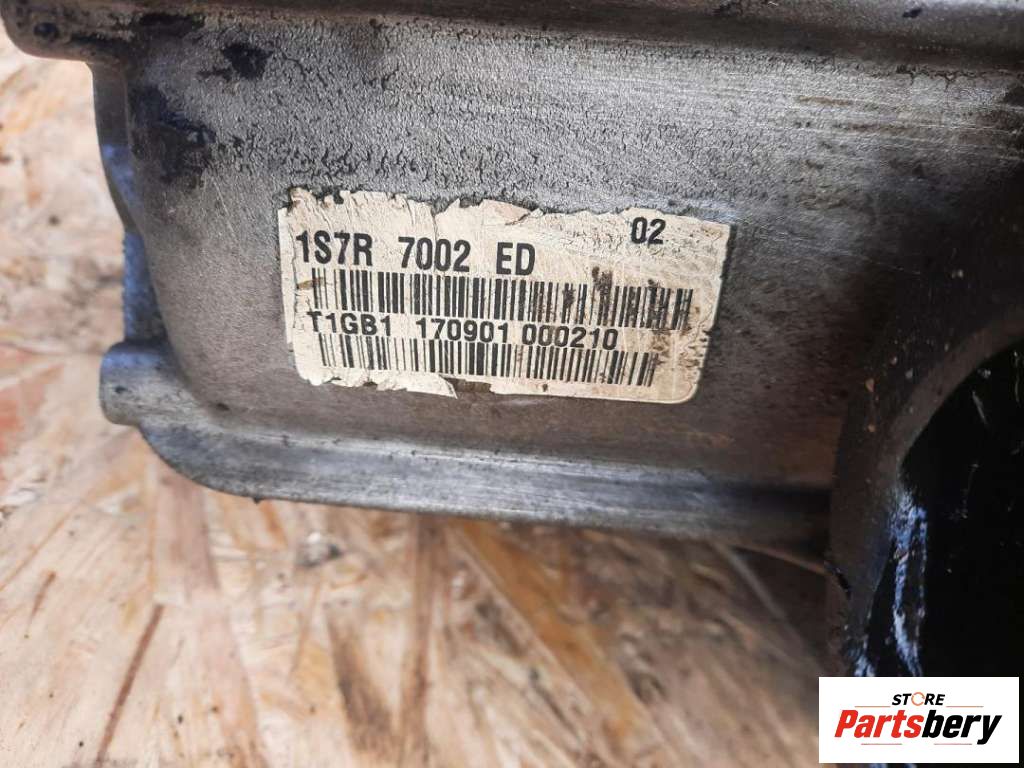 02
1S7R 7002 ED
T1GB1 170901 000210
STORE
Partsbery